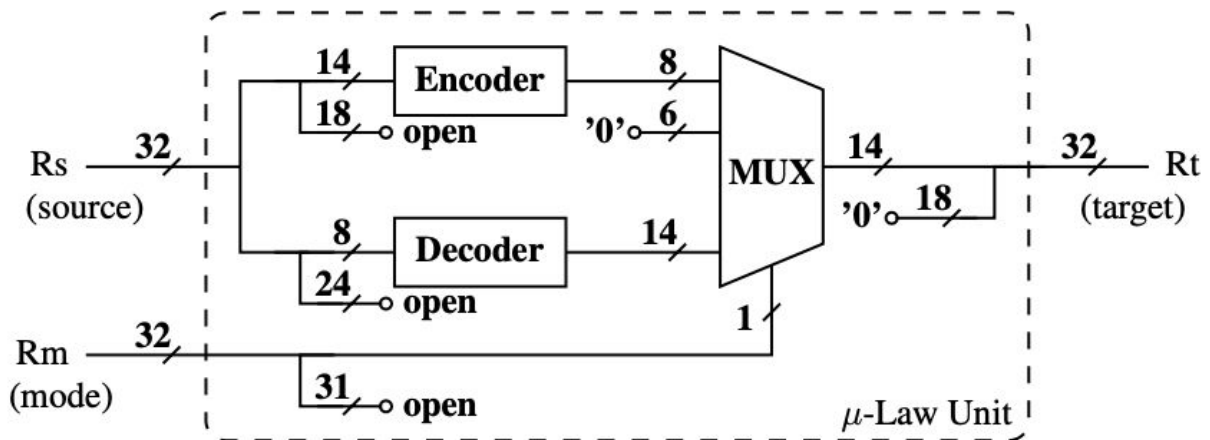 14 Encoder 8
18 open '0' 6
Rs 32 MUX 14 32 Rt
(source) '0' 18 (target)
8 Decoder 14
24 open
1
Rm 32
(mode) 31 open μ-Law Unit